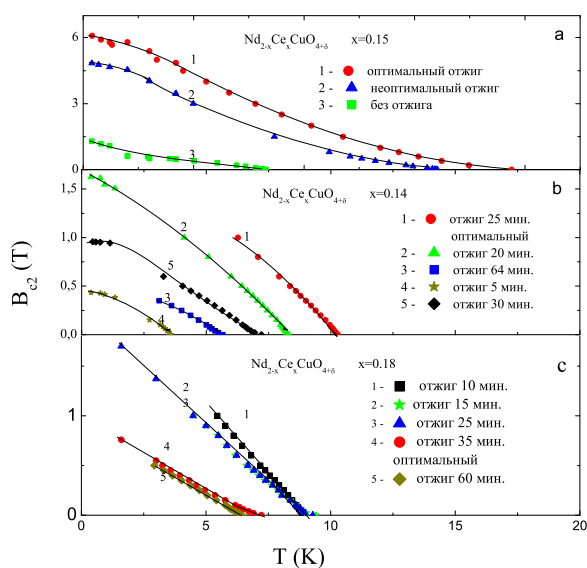 Nd2-xCexCuO4+δ x=0.15
a
1 - оптимальный отжиг
2 - неоптимальный отжиг
3 - без отжига
1
2
3
6
3
0
Nd2-xCexCuO4+δ x=0.14
b
1 - отжиг 25 мин.
оптимальный
2 - отжиг 20 мин.
3 - отжиг 64 мин.
4 - отжиг 5 мин.
5 - отжиг 30 мин.
2
1
5
3
4
1,5
1,0
0,5
0,0
Nd2-xCexCuO4+δ x=0.18
c
1 - отжиг 10 мин.
2 - отжиг 15 мин.
3 - отжиг 25 мин.
4 - отжиг 35 мин.
оптимальный
5 - отжиг 60 мин.
2
3
1
4
5
1
0
0 5 10 15 20
Bc2 (T)
T (K)